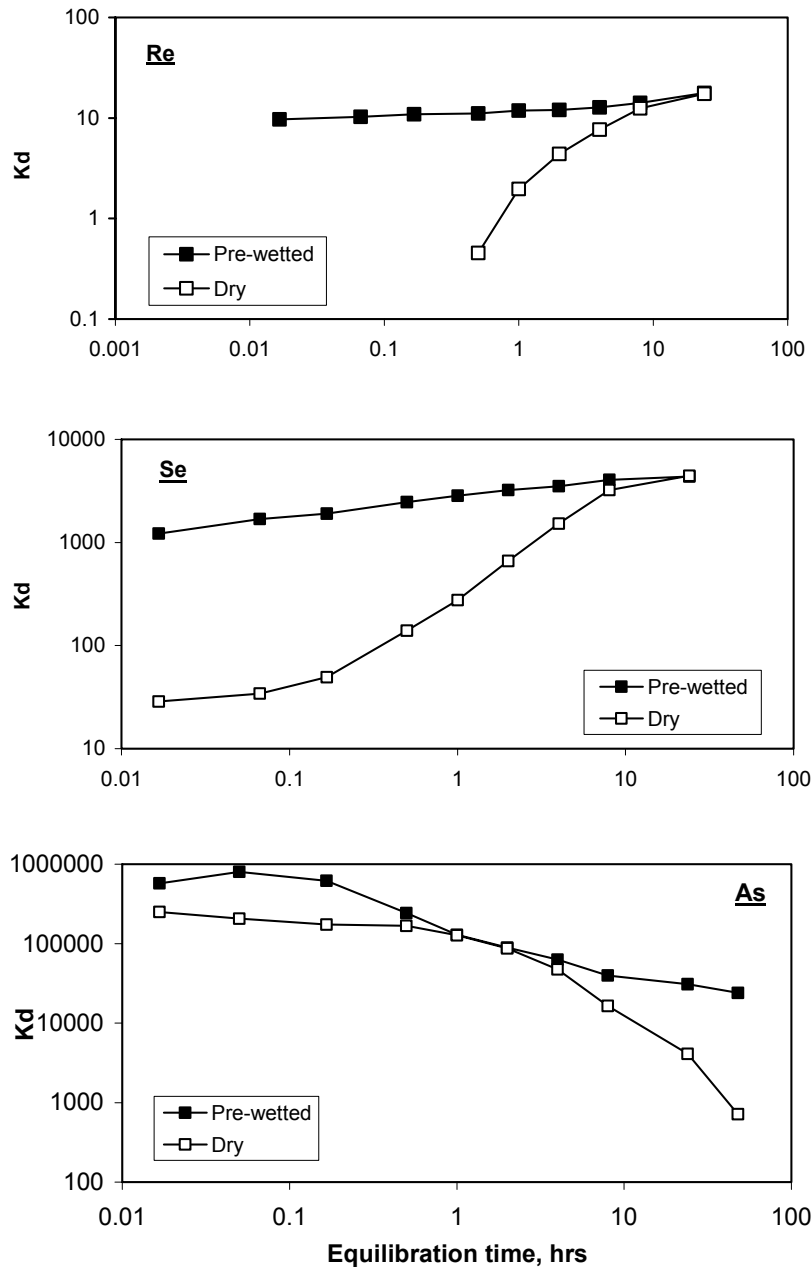 100
Re
10
Kd
1
Pre-wetted
Dry
0.1
0.001 0.01 0.1 1 10 100
10000
Se
1000
Kd
100
Pre-wetted
Dry
10
0.01 0.1 1 10 100
1000000
As
100000
Kd
10000
1000
Pre-wetted
Dry
100
0.01 0.1 1 10 100
Equilibration time, hrs